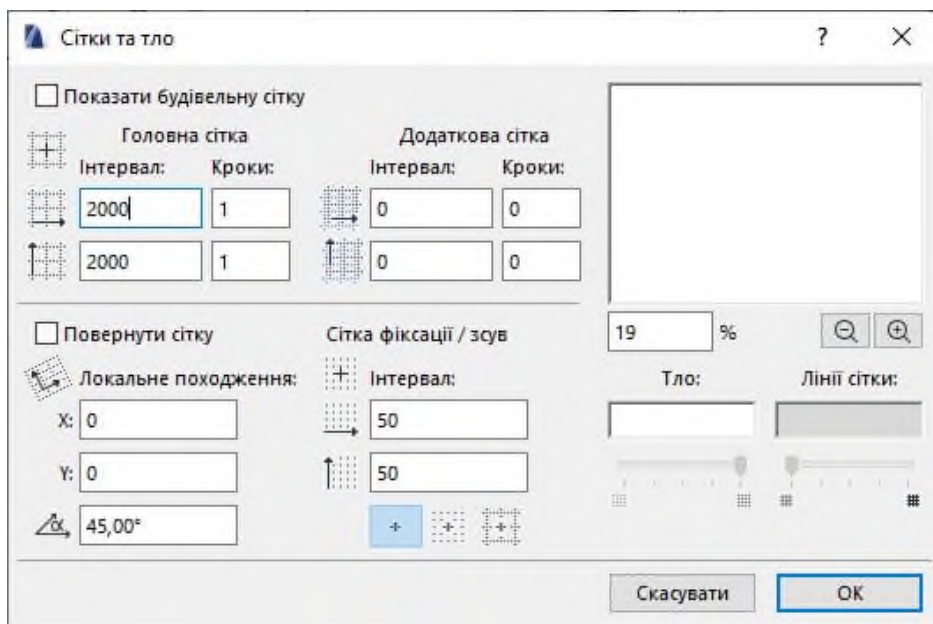 Сітки та тло
?
Показати будівельну сітку
Головна сітка
Додаткова сітка
Інтервал:
Кроки:
Інтервал:
Кроки:
2000
1
0
0
2000
1
0
0
19
%
Повернути сітку
Сітка фіксації / зсув
Локальне походження:
Інтервал:
Тло:
Лінії сітки:
X: 0
50
Y: 0
50
α
45,00°
Скасувати
ОК